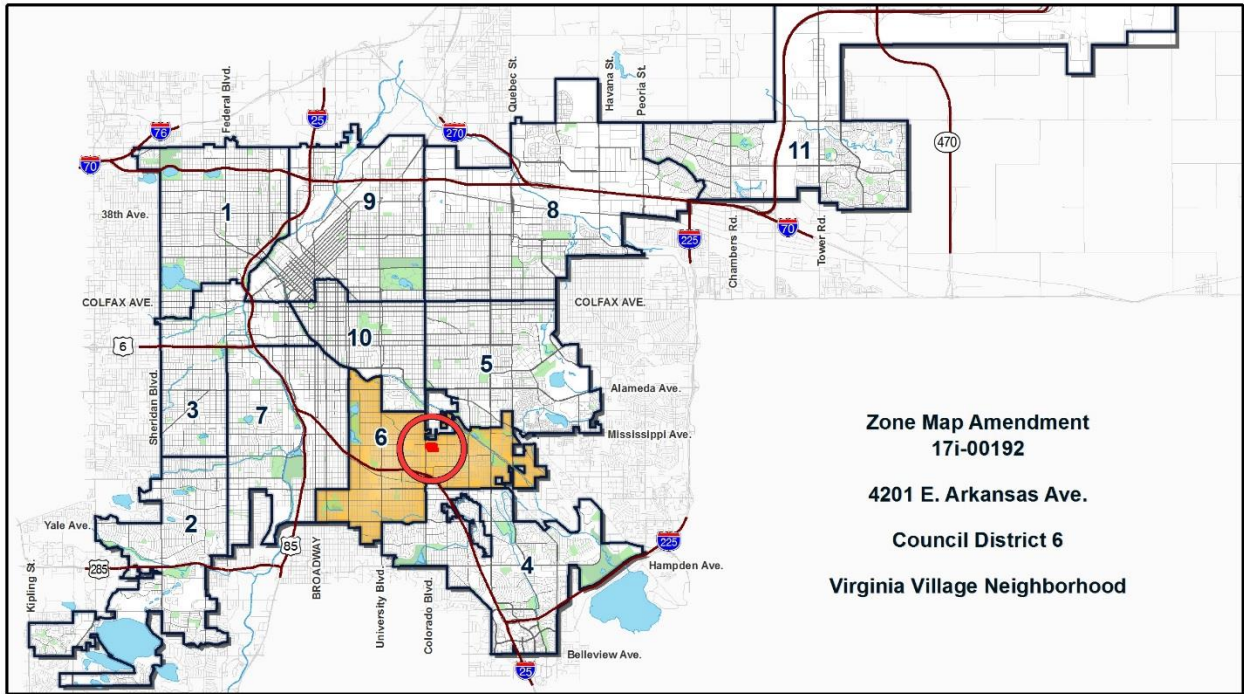 Federal Blvd.
Quebec St.
Havana St.
Peoria St.
76
25
270
70
470
11
38th Ave.
1
9
8
225
Chambers Rd.
70
Tower Rd.
COLFAX AVE.
COLFAX AVE.
10
6
5
Sheridan Blvd.
3
7
Alameda Ave.
6
Mississippi Ave.
Yale Ave.
2
85
285
BROADWAY
University Blvd.
Colorado Blvd.
4
225
Hampden Ave.
Kipling St.
Belleview Ave.
25
Zone Map Amendment
17i-00192
4201 E. Arkansas Ave.
Council District 6
Virginia Village Neighborhood